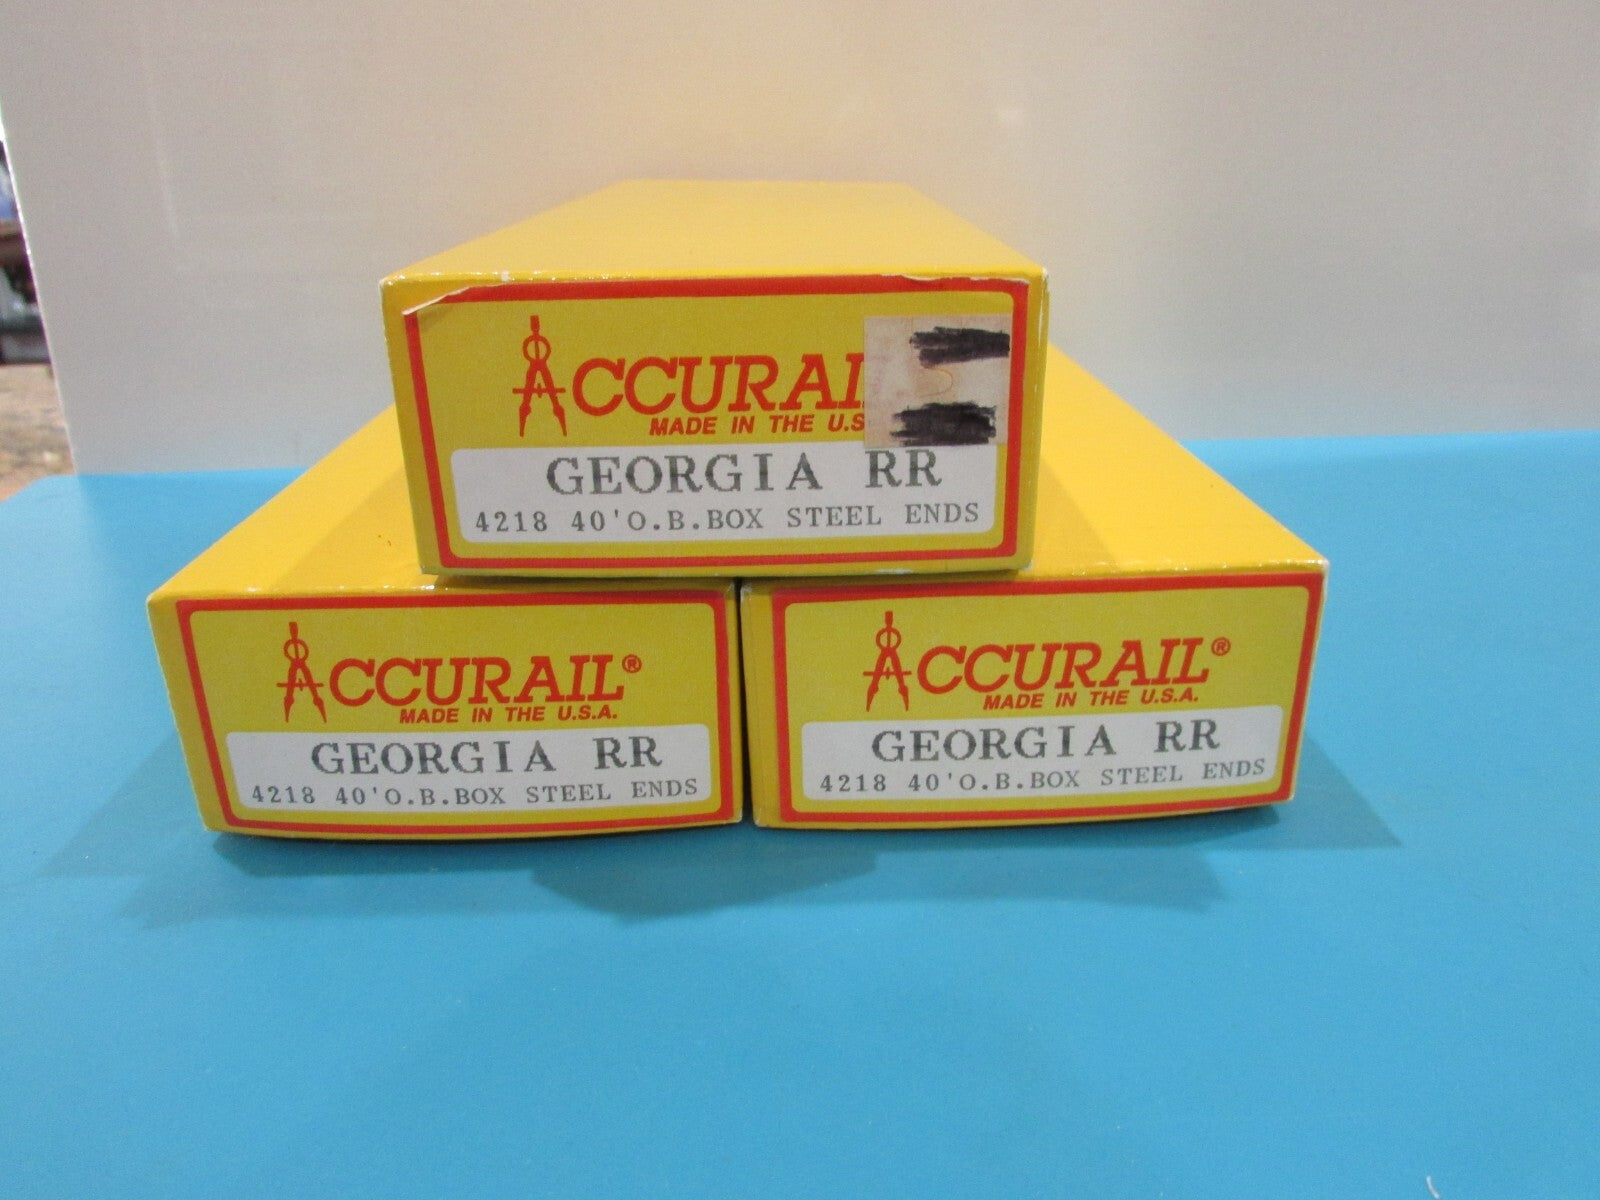 ACCURAIL
MADE IN THE U.S
GEORGIA RR
4218 40'O.B.BOX STEEL ENDS
ACCURAIL®
MADE IN THE U.S.A.
GEORGIA RR
4218 40'O.B.BOX STEEL ENDS
ACCURAIL®
MADE IN THE U.S.A.
GEORGIA RR
4218 40'O.B.BOX STEEL ENDS